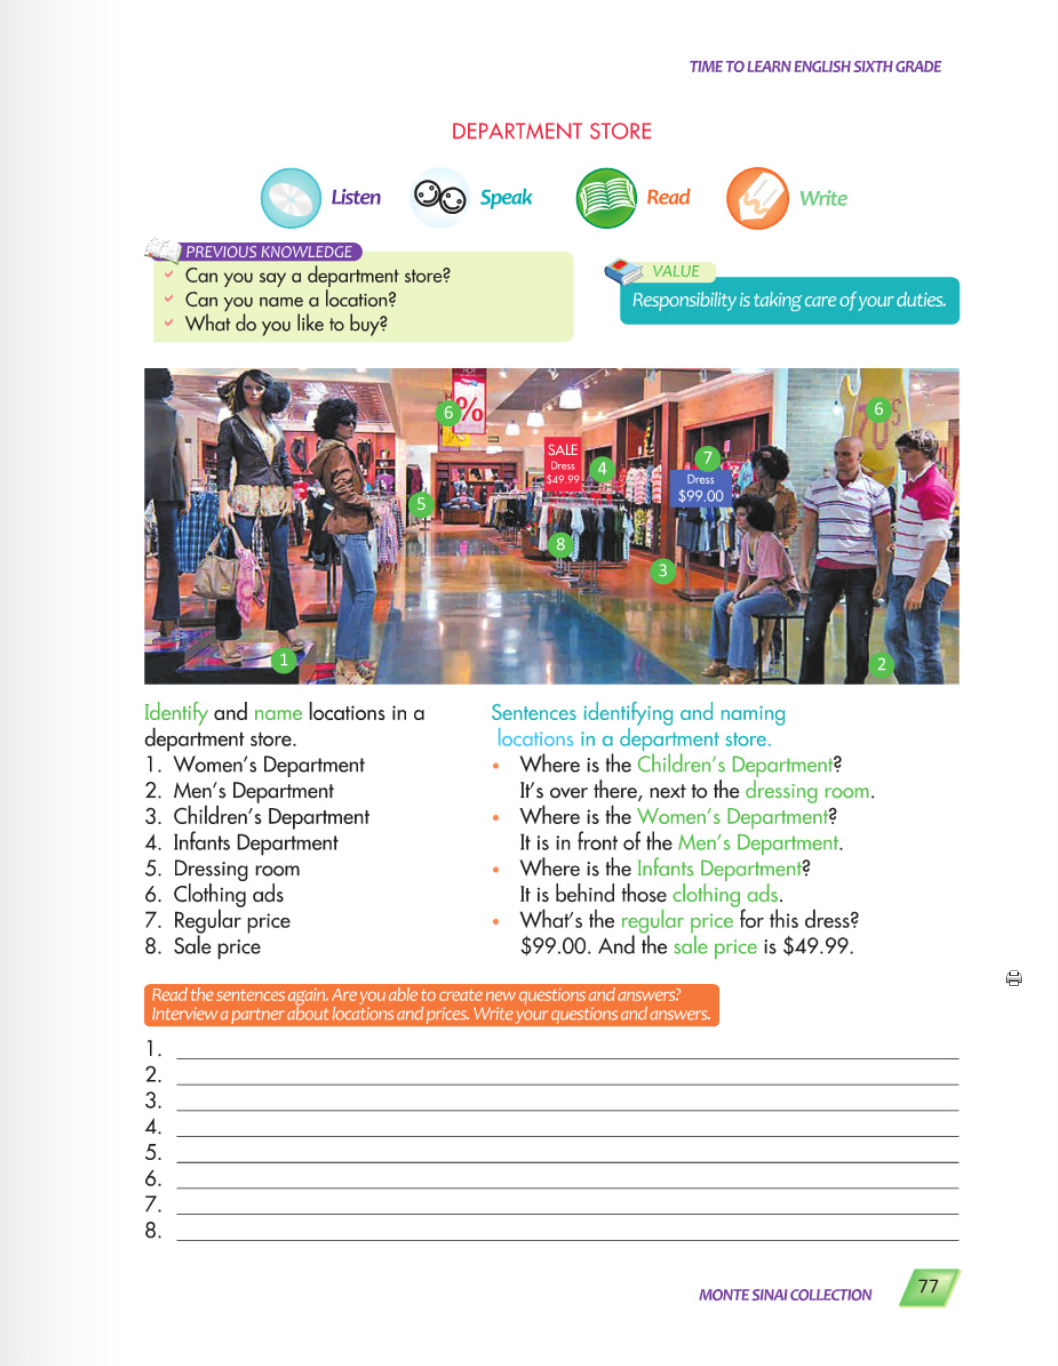 TIME TO LEARN ENGLISH SIXTH GRADE
DEPARTMENT STORE
Listen
Speak
Read
Write
PREVIOUS KNOWLEDGE
Can you say a department store?
Can you name a location?
What do you like to buy?
VALUE
Responsibility is taking care of your duties.
6
%
6
70's
SALE
Dress
$49.99
4
7
Dress
$99.00
5
8
3
1
2
Identify and name locations in a
department store.
1. Women's Department
2. Men's Department
3. Children's Department
4. Infants Department
5. Dressing room
6. Clothing ads
7. Regular price
8. Sale price
Sentences identifying and naming
locations in a department store.
• Where is the Children's Department?
It's over there, next to the dressing room.
• Where is the Women's Department?
It is in front of the Men's Department.
• Where is the Infants Department?
It is behind those clothing ads.
• What's the regular price for this dress?
$99.00. And the sale price is $49.99.
Read the sentences again. Are you able to create new questions and answers?
Interview a partner about locations and prices. Write your questions and answers.
1.
2.
3.
4.
5.
6.
7.
8.
MONTE SINAI COLLECTION
77